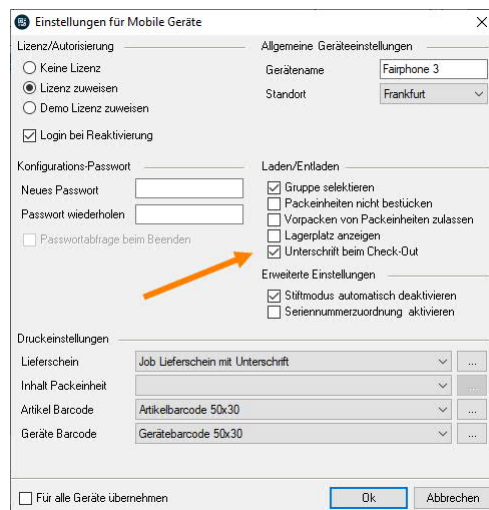 Einstellungen für Mobile Geräte
Lizenz/Autorisierung
Keine Lizenz
Lizenz zuweisen
Demo Lizenz zuweisen
Login bei Reaktivierung
Allgemeine Geräteeinstellungen
Gerätename Fairphone 3
Standort Frankfurt
Konfigurations-Passwort
Neues Passwort
Passwort wiederholen
Passwortabfrage beim Beenden
Laden/Entladen
Gruppe selektieren
Packeinheiten nicht bestücken
Vorpacken von Packeinheiten zulassen
Lagerplatz anzeigen
Unterschrift beim Check-Out
Erweiterte Einstellungen
Stiftmodus automatisch deaktivieren
Seriennummerzuordnung aktivieren
Druckeinstellungen
Lieferschein Job Lieferschein mit Unterschrift ...
Inhalt Packeinheit ...
Artikel Barcode Artikelbarcode 50x30 ...
Geräte Barcode Gerätebarcode 50x30 ...
Für alle Geräte übernehmen Ok Abbrechen